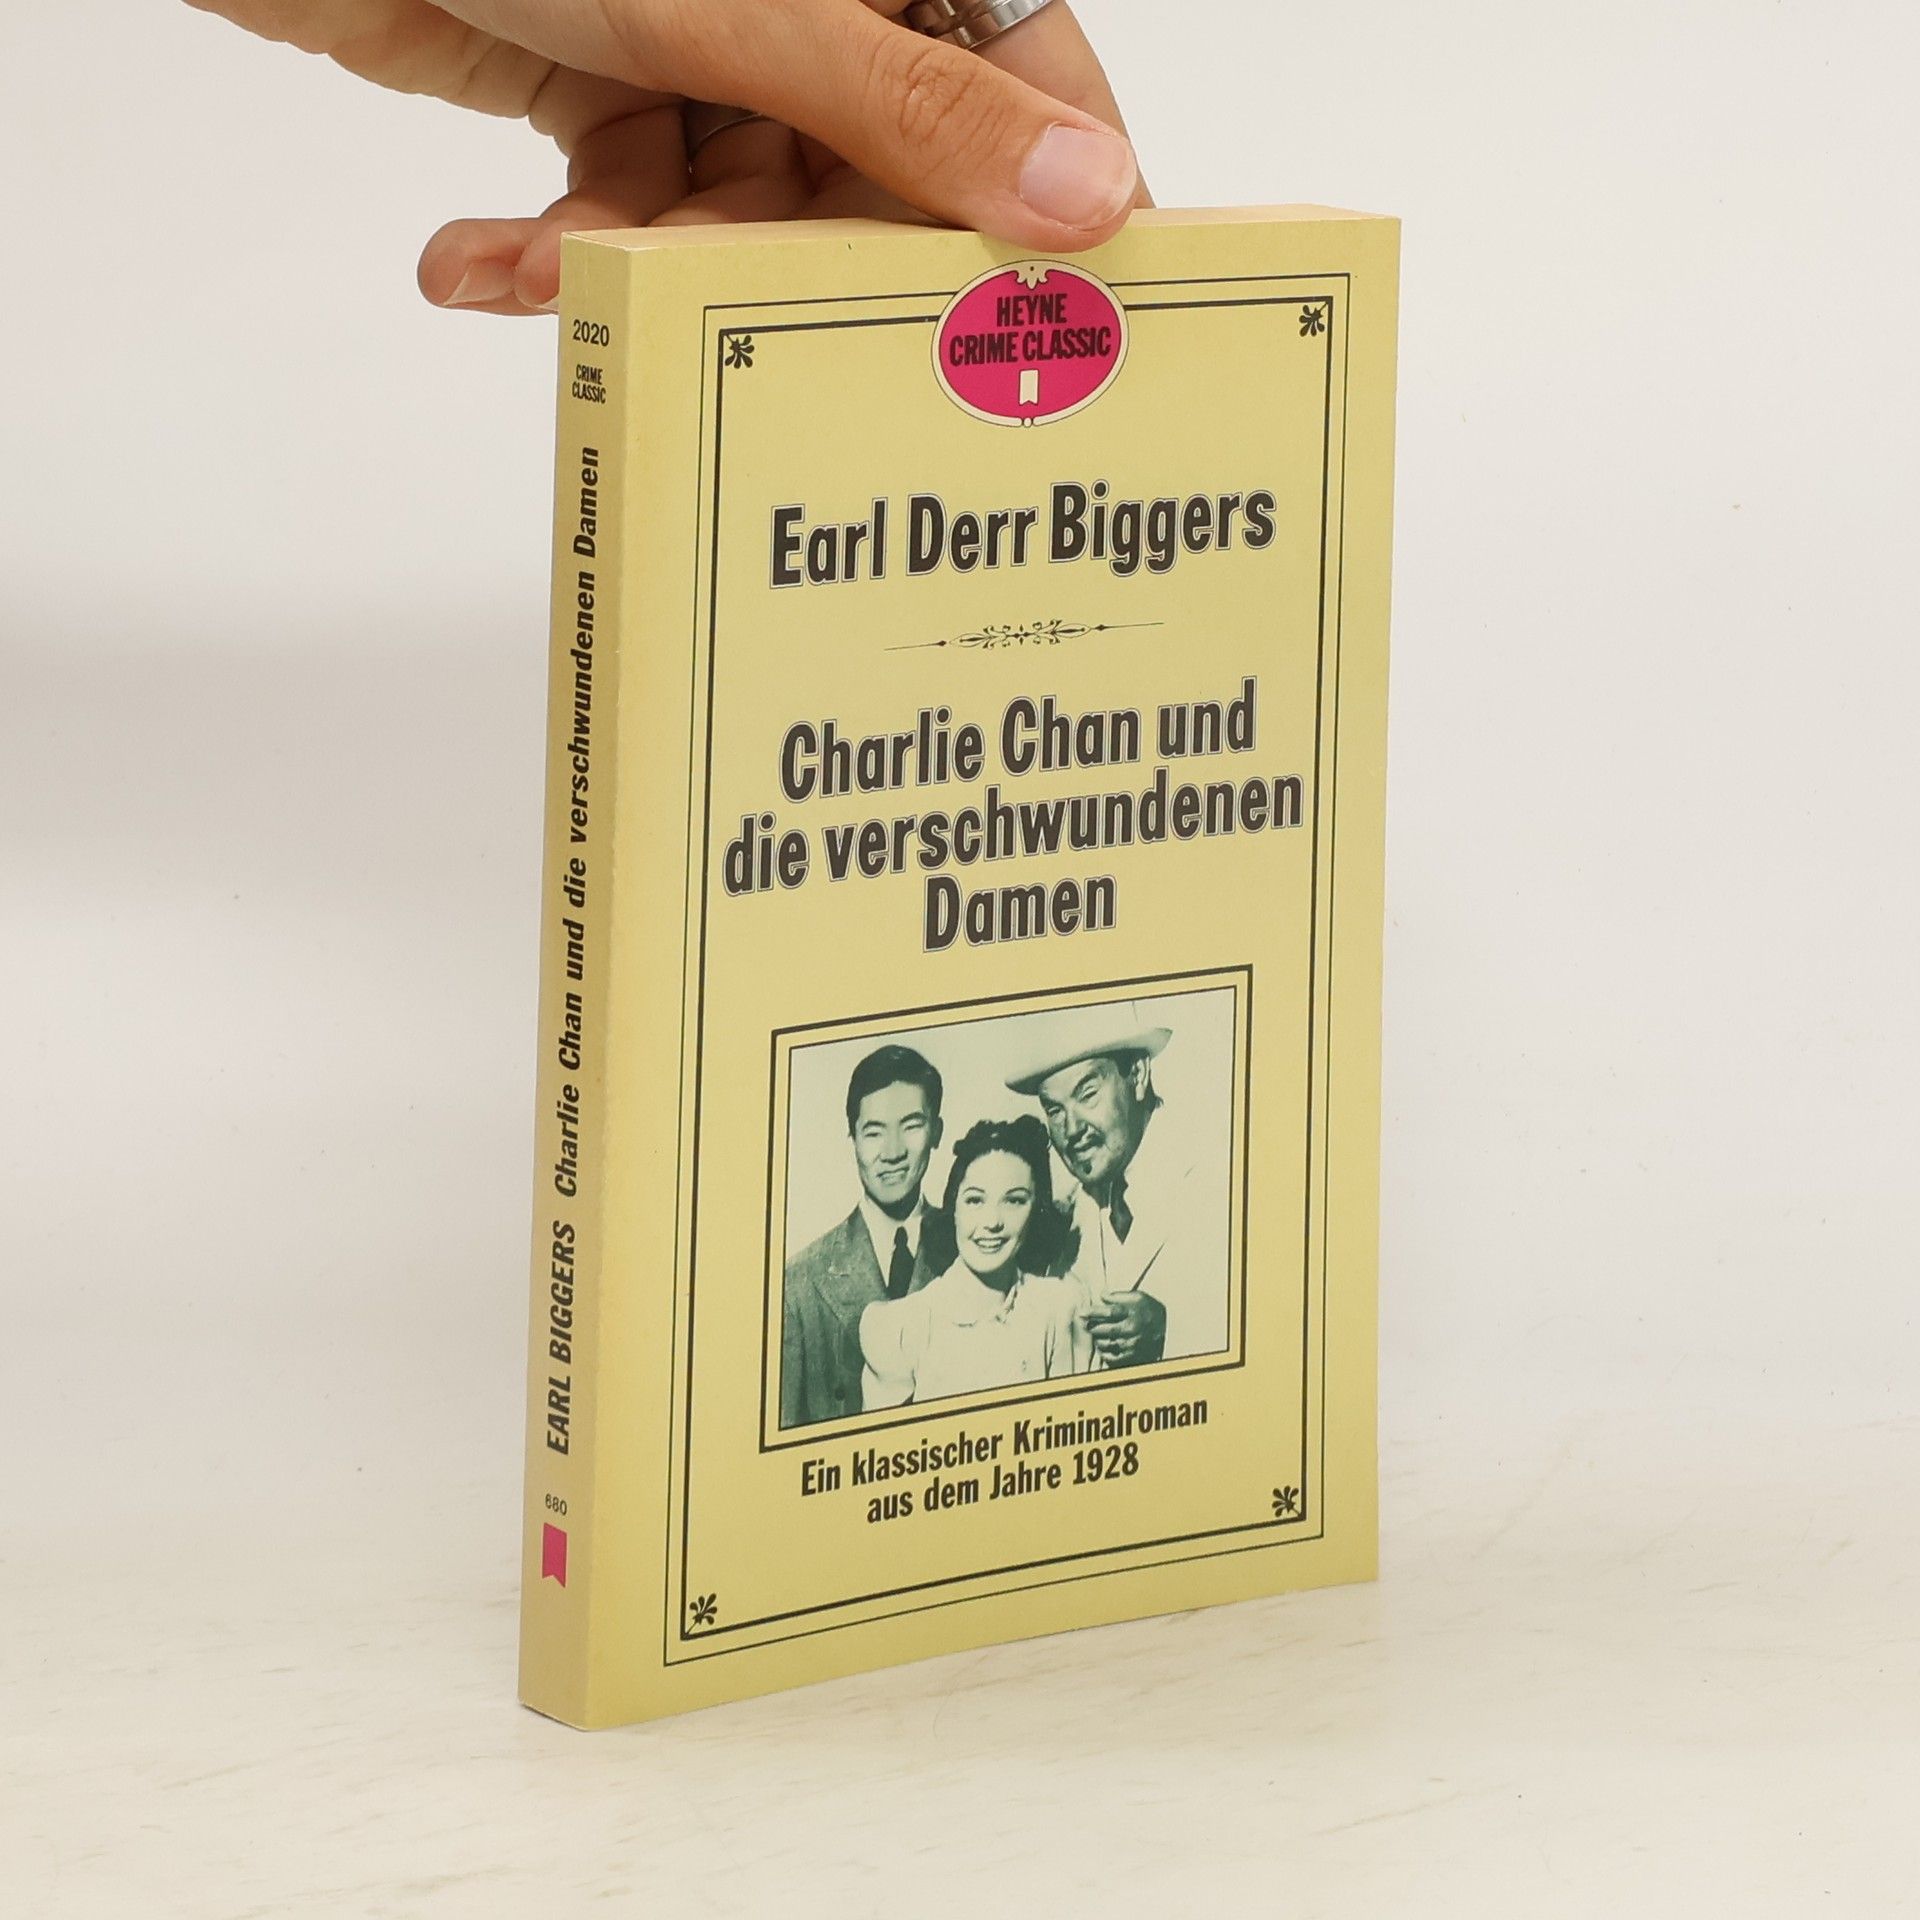 2020
CRIME
CLASSIC
EARL BIGGERS Charlie Chan und die verschwundenen Damen
680
HEYNE
CRIME CLASSIC
Earl Derr Biggers
Charlie Chan und
die verschwundenen
Damen
Ein klassischer Kriminalroman
aus dem Jahre 1928